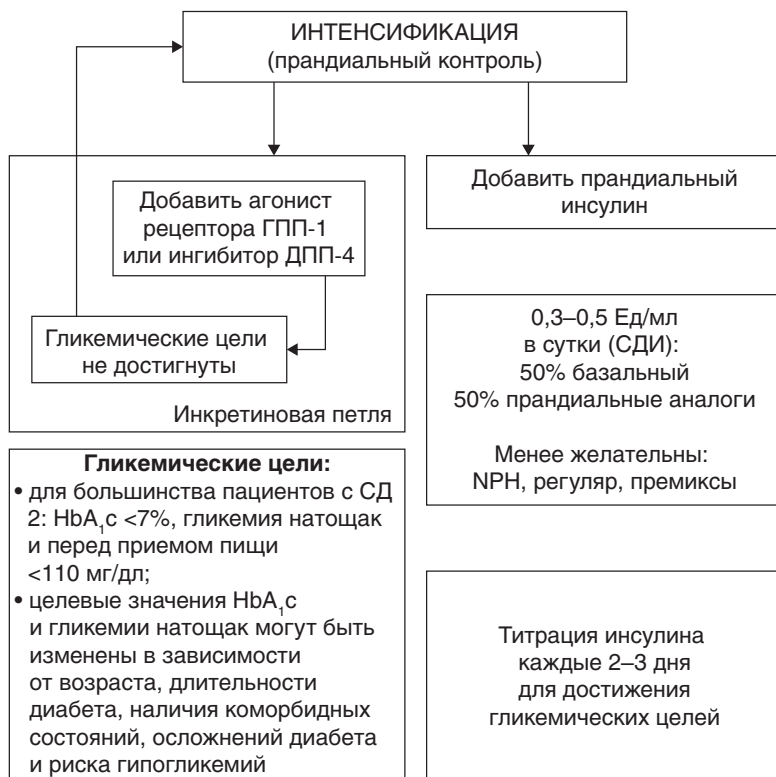 ИНТЕНСИФИКАЦИЯ
(прандиальный контроль)
Добавить агонист
рецептора ГПП-1
или ингибитор ДПП-4
Гликемические цели
не достигнуты
Инкретиновая петля
Добавить прандиальный
инсулин
0,3–0,5 Ед/мл
в сутки (СДИ):
50% базальный
50% прандиальные аналоги
Менее желательны:
NPH, регуляр, премиксы
Гликемические цели:
• для большинства пациентов с СД
2: HbA₁c <7%, гликемия натощак
и перед приемом пищи
<110 мг/дл;
• целевые значения HbA₁c
и гликемии натощак могут быть
изменены в зависимости
от возраста, длительности
диабета, наличия коморбидных
состояний, осложнений диабета
и риска гипогликемий
Титрация инсулина
каждые 2–3 дня
для достижения
гликемических целей